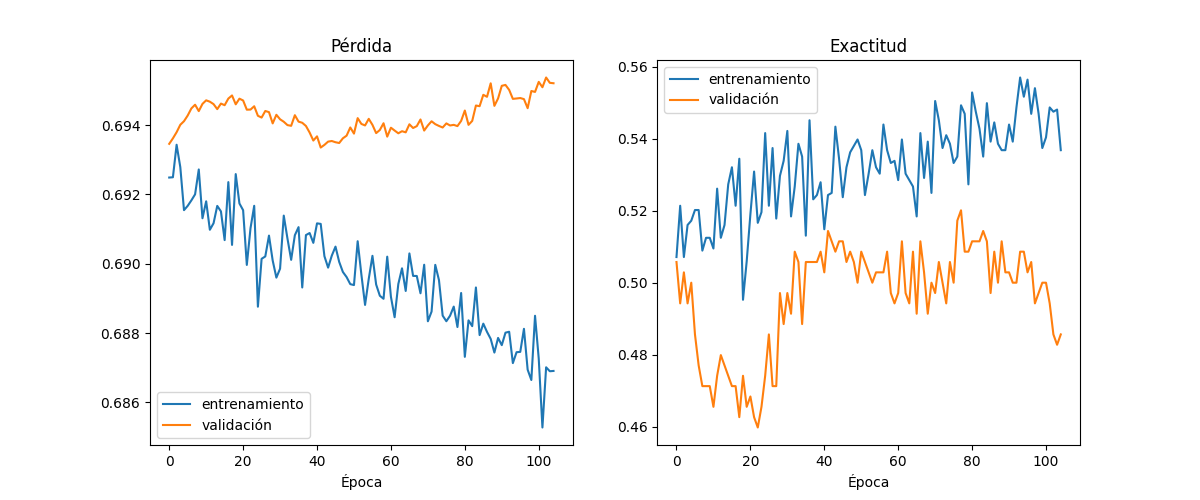 Pérdida
0.694
0.692
0.690
0.688
0.686
entrenamiento
validación
0 20 40 60 80 100
Época
Exactitud
entrenamiento
validación
0.56
0.54
0.52
0.50
0.48
0.46
0 20 40 60 80 100
Época